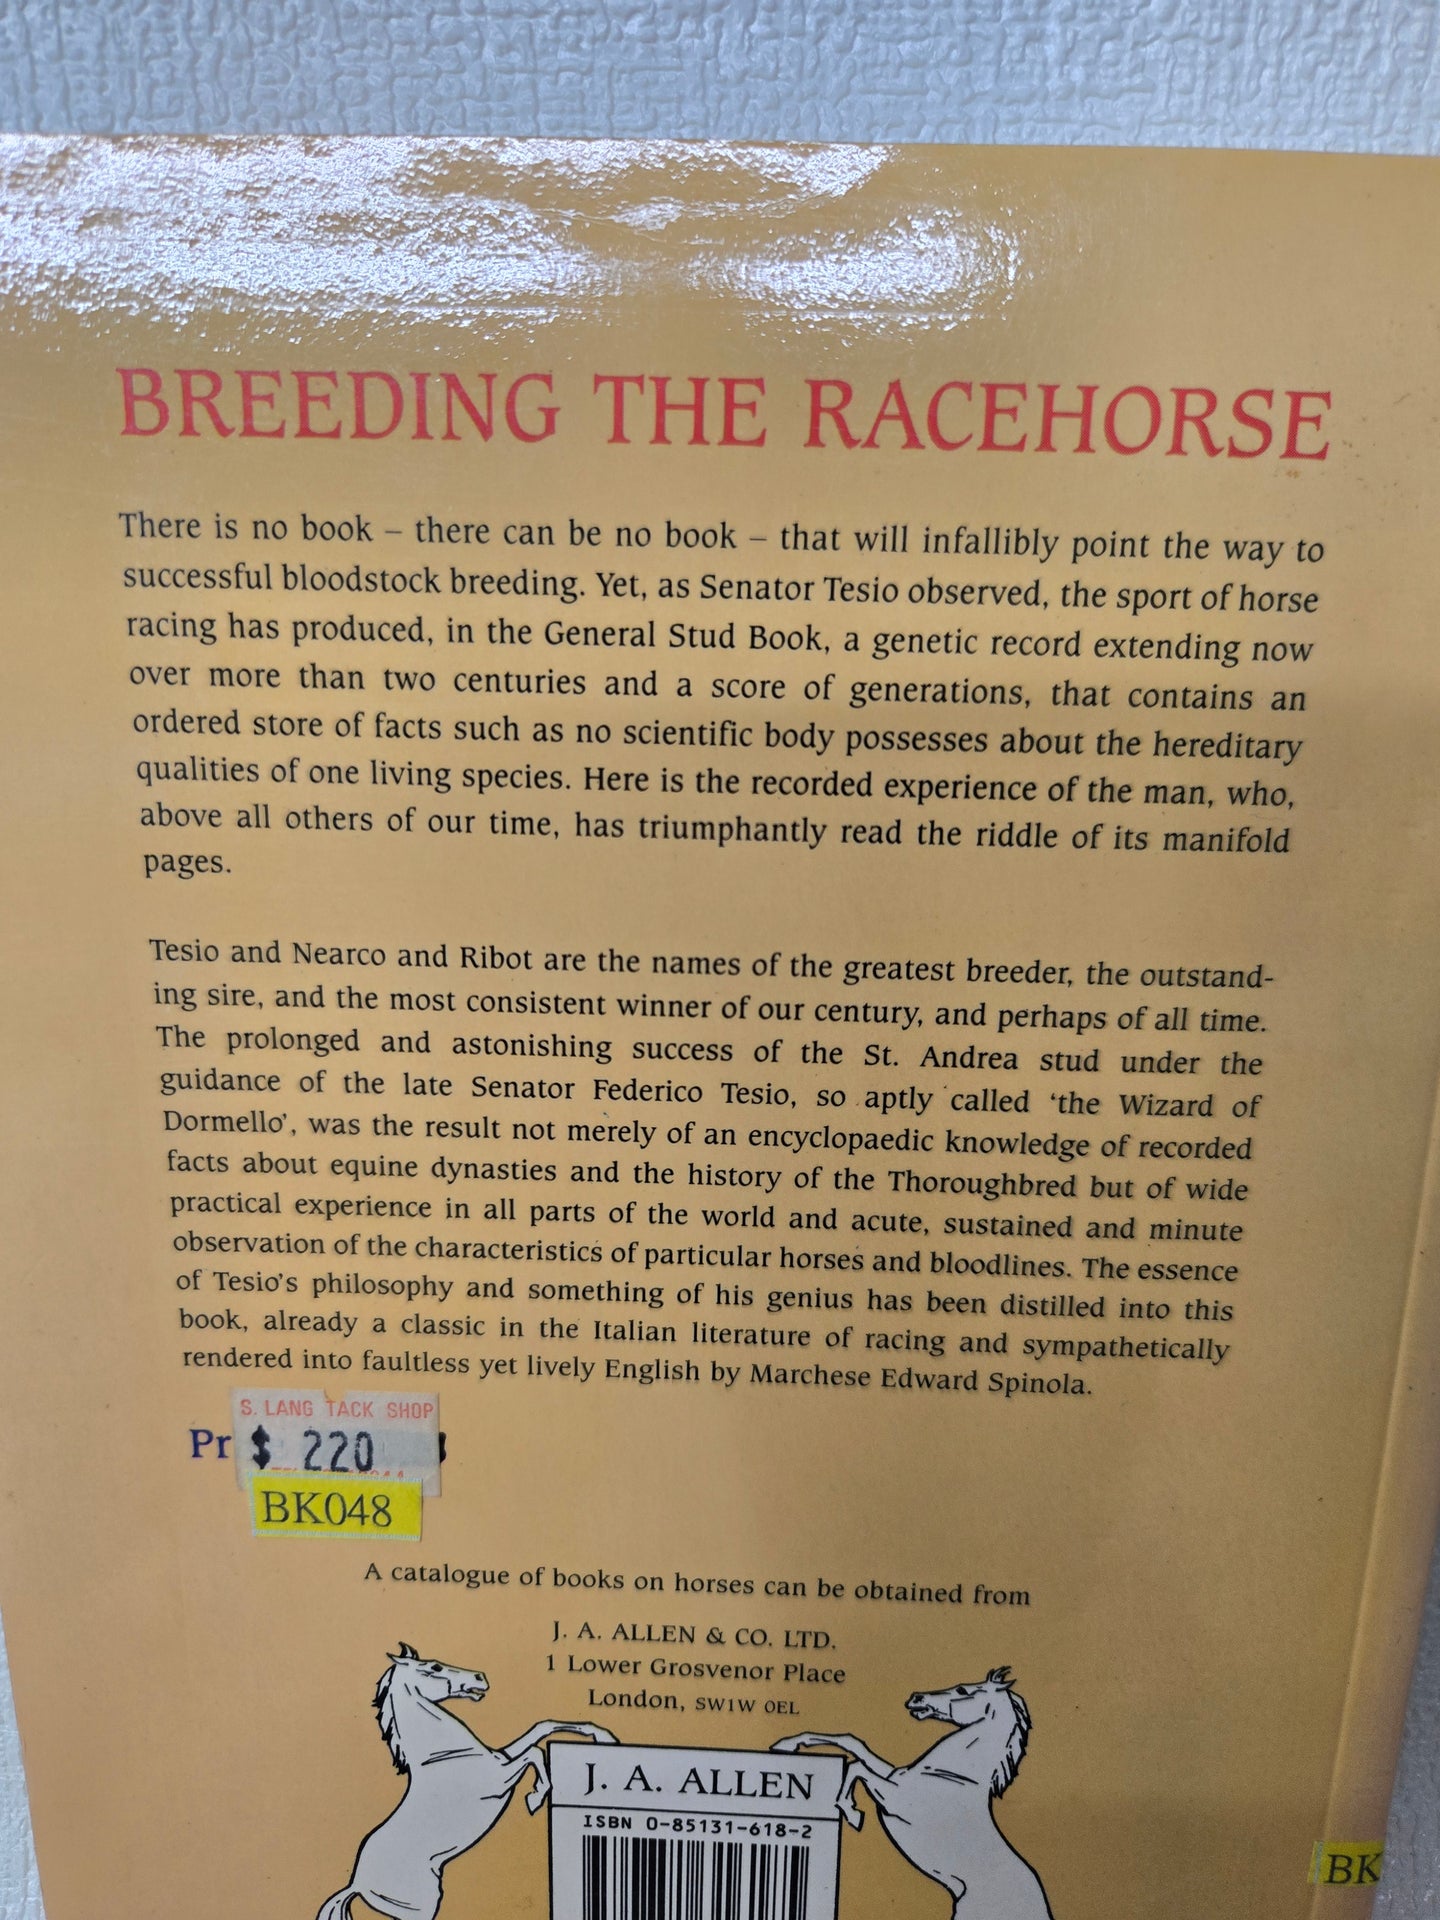 BREEDING THE RACEHORSE
There is no book – there can be no book – that will infallibly point the way to
successful bloodstock breeding. Yet, as Senator Tesio observed, the sport of horse
racing has produced, in the General Stud Book, a genetic record extending now
over more than two centuries and a score of generations, that contains an
ordered store of facts such as no scientific body possesses about the hereditary
qualities of one living species. Here is the recorded experience of the man, who,
above all others of our time, has triumphantly read the riddle of its manifold
pages.
Tesio and Nearco and Ribot are the names of the greatest breeder, the outstand-
ing sire, and the most consistent winner of our century, and perhaps of all time.
The prolonged and astonishing success of the St. Andrea stud under the
guidance of the late Senator Federico Tesio, so aptly called ‘the Wizard of
Dormello’, was the result not merely of an encyclopaedic knowledge of recorded
facts about equine dynasties and the history of the Thoroughbred but of wide
practical experience in all parts of the world and acute, sustained and minute
observation of the characteristics of particular horses and bloodlines. The essence
of Tesio’s philosophy and something of his genius has been distilled into this
book, already a classic in the Italian literature of racing and sympathetically
rendered into faultless yet lively English by Marchese Edward Spinola.
S. LANG TACK SHOP
Pr $ 220
BK048
A catalogue of books on horses can be obtained from
J. A. ALLEN & CO. LTD.
1 Lower Grosvenor Place
London, SW1W 0EL
J. A. ALLEN
ISBN 0-85131-618-2
BK